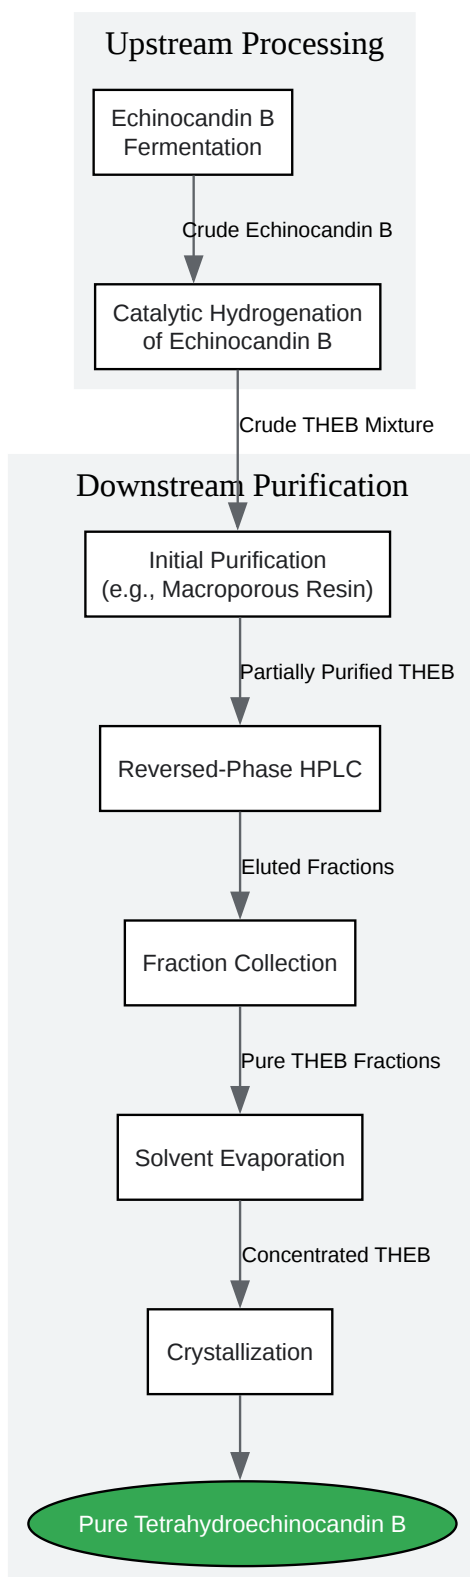 Upstream Processing
Echinocandin B
Fermentation
Crude Echinocandin B
Catalytic Hydrogenation
of Echinocandin B
Crude THEB Mixture
Downstream Purification
Initial Purification
(e.g., Macroporous Resin)
Partially Purified THEB
Reversed-Phase HPLC
Eluted Fractions
Fraction Collection
Pure THEB Fractions
Solvent Evaporation
Concentrated THEB
Crystallization
Pure Tetrahydroechinocandin B